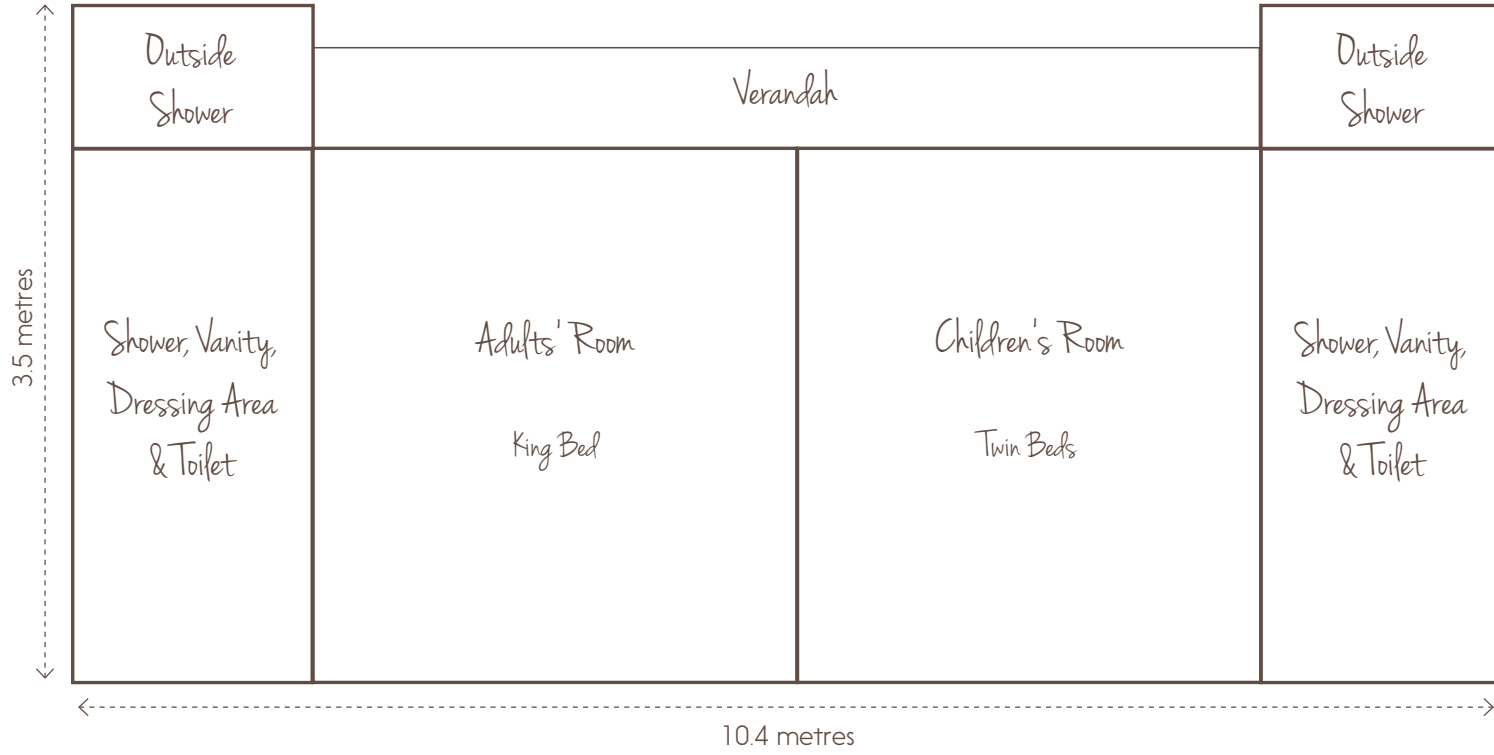 Outside
Shower
Verandah
Outside
Shower
3.5 metres
Shower, Vanity,
Dressing Area
& Toilet
Adults' Room
King Bed
Children's Room
Twin Beds
Shower, Vanity,
Dressing Area
& Toilet
10.4 metres